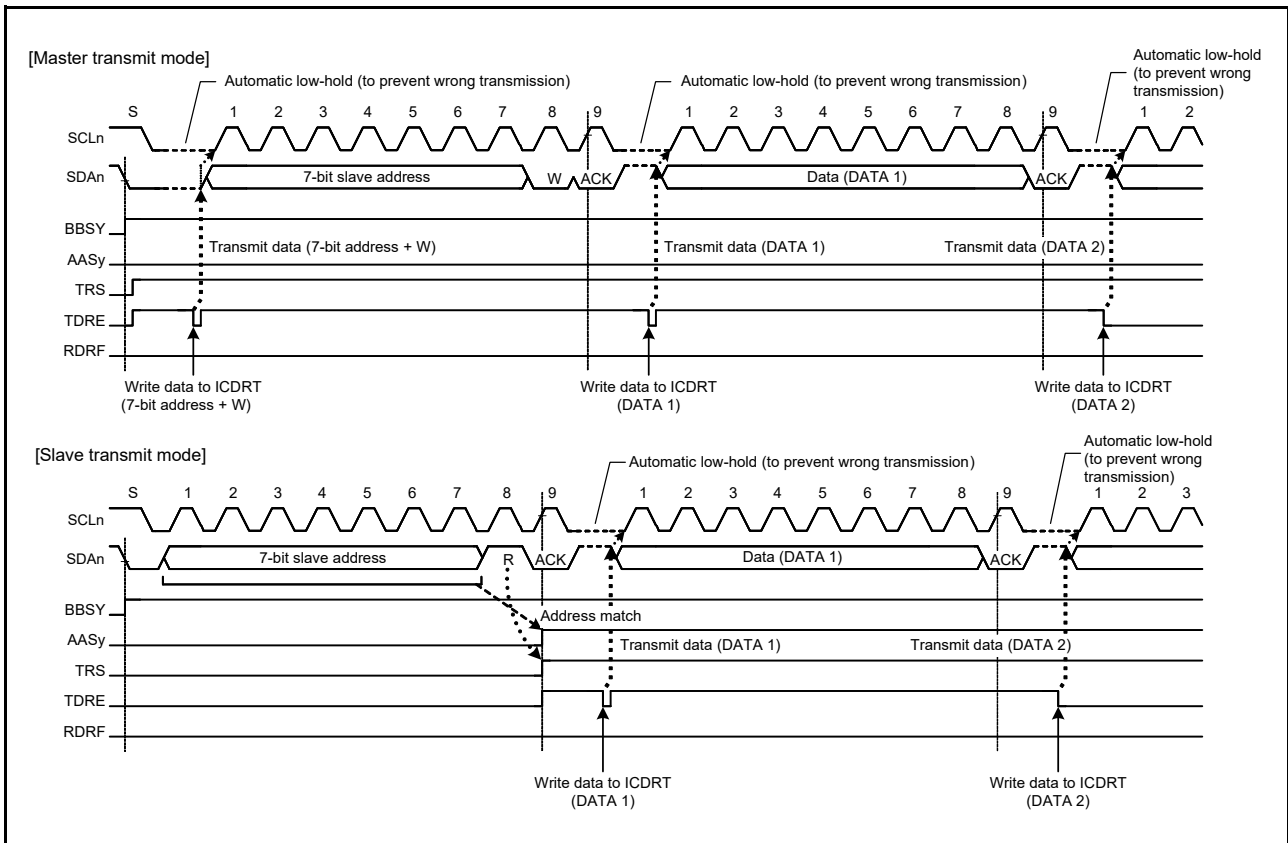 [Master transmit mode]
Automatic low-hold (to prevent wrong transmission)
Automatic low-hold (to prevent wrong transmission)
Automatic low-hold
(to prevent wrong
transmission)
S 1 2 3 4 5 6 7 8 9 1 2 3 4 5 6 7 8 9 1 2
SCLn
SDAn 7-bit slave address W ACK Data (DATA 1) ACK
BBSY
Transmit data (7-bit address + W) Transmit data (DATA 1) Transmit data (DATA 2)
AASy
TRS
TDRE
RDRF
Write data to ICDRT
(7-bit address + W)
Write data to ICDRT
(DATA 1)
Write data to ICDRT
(DATA 2)
[Slave transmit mode]
Automatic low-hold (to prevent wrong transmission)
Automatic low-hold
(to prevent wrong
transmission)
S 1 2 3 4 5 6 7 8 9 1 2 3 4 5 6 7 8 9 1 2 3
SCLn
SDAn 7-bit slave address R ACK Data (DATA 1) ACK
BBSY
Address match
AASy
Transmit data (DATA 1) Transmit data (DATA 2)
TRS
TDRE
RDRF
Write data to ICDRT
(DATA 1)
Write data to ICDRT
(DATA 2)